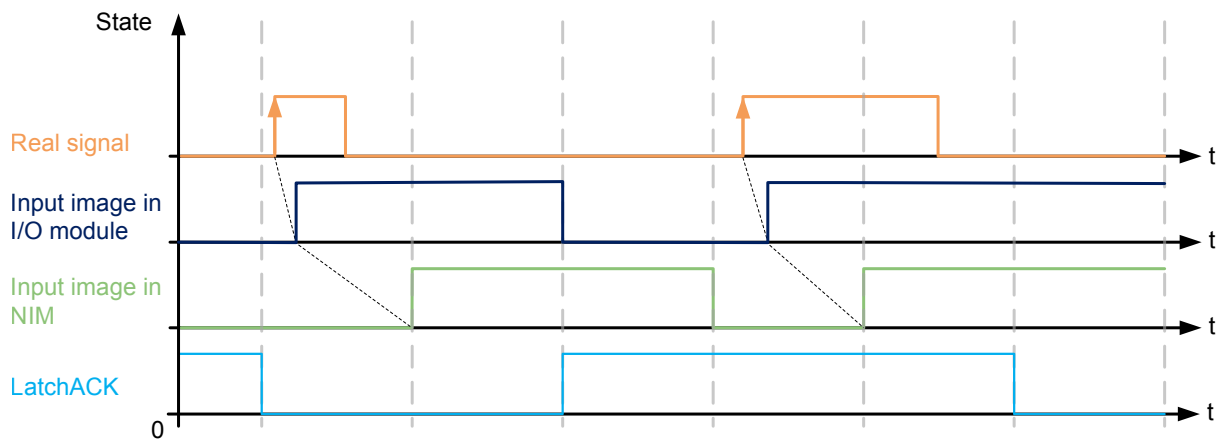 State
Real signal
t
Input image in
I/O module
t
Input image in
NIM
t
LatchACK
t
0